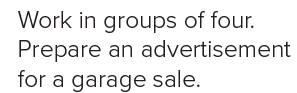 Work in groups of four.
Prepare an advertisement
for a garage sale.